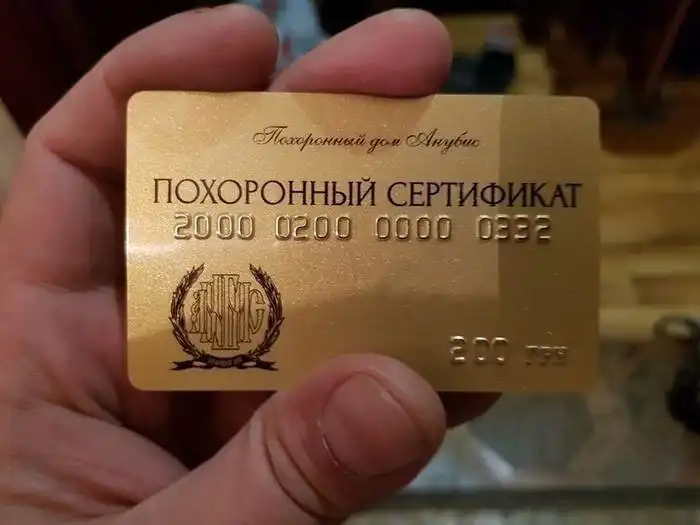 Похоронный дом Анубис
ПОХОРОННЫЙ СЕРТИФИКАТ
2000 0200 0000 0332
200 ГРН